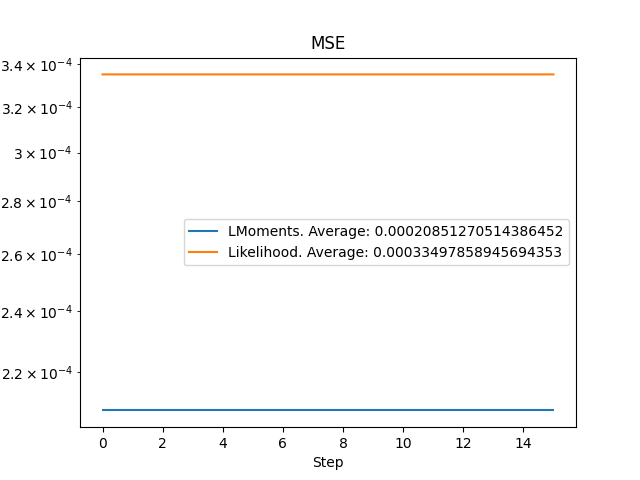 MSE
3.4 × 10⁻⁴
3.2 × 10⁻⁴
3 × 10⁻⁴
2.8 × 10⁻⁴
2.6 × 10⁻⁴
2.4 × 10⁻⁴
2.2 × 10⁻⁴
LMoments. Average: 0.00020851270514386452
Likelihood. Average: 0.00033497858945694353
0 2 4 6 8 10 12 14
Step